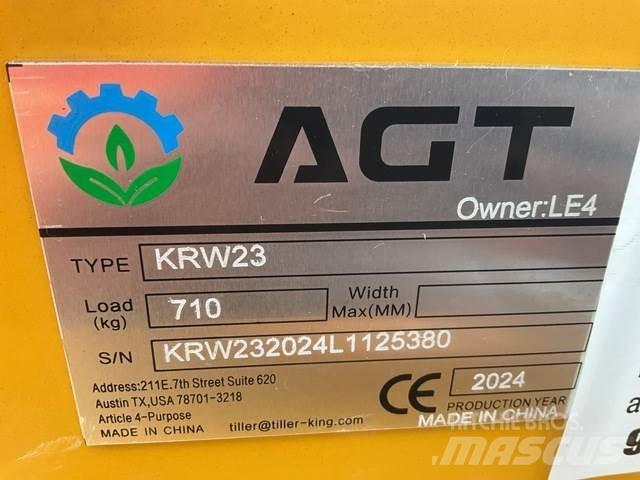 AGT
Owner:LE4
TYPE KRW23
Load (kg) 710 Width Max(MM)
S/N KRW232024L1125380
Address:211E.7th Street Suite 620
Austin TX,USA 78701-3218
Article 4-Purpose
MADE IN CHINA tiller@tiller-king.com
CE 2024
PRODUCTION YEAR
MADE IN CHINA
a
g
KRYNICKI BROTHERS
MASCUS